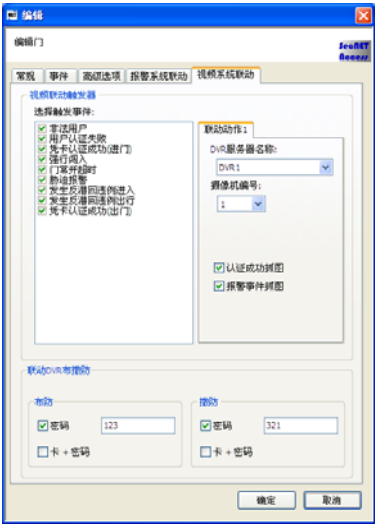 编辑
编辑门
SeoNET
Access
常规 事件 高级选项 报警系统联动 视频系统联动
视频联动触发器
选择触发事件:
非法用户
用户认证失败
凭卡认证成功(进门)
强行闯入
门常开超时
胁迫报警
发生反潜回违例进入
发生反潜回违例出行
凭卡认证成功(出门)
联动动作1
DVR服务器名称:
DVR1
摄像机编号:
1
认证成功抓图
报警事件抓图
联动DVR布撤防
布防
密码 123
卡 + 密码
撤防
密码 321
卡 + 密码
确定 取消